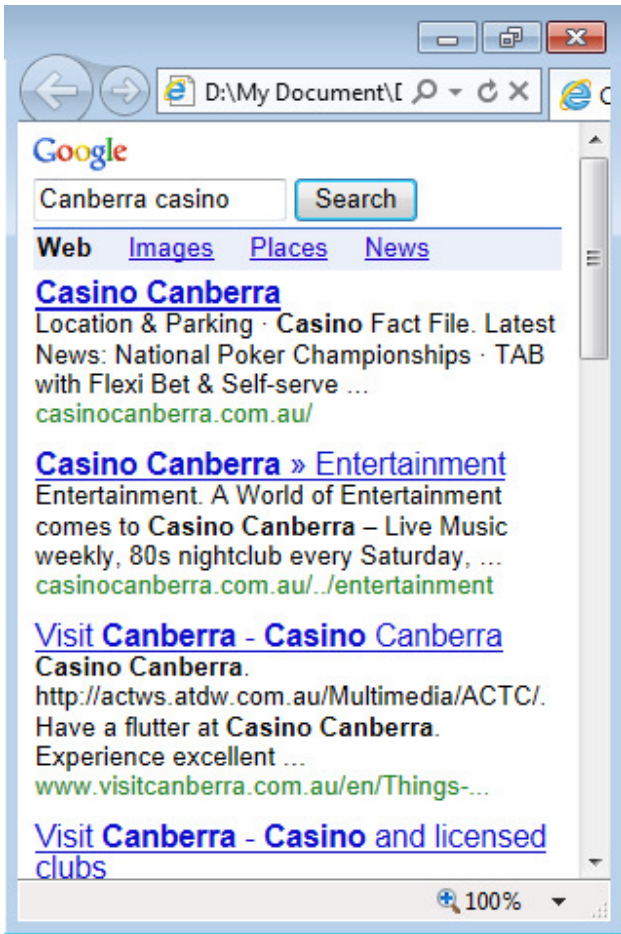 D:\My Document\D
Google
Canberra casino Search
Web Images Places News
Casino Canberra
Location & Parking · Casino Fact File. Latest
News: National Poker Championships · TAB
with Flexi Bet & Self-serve ...
casinocanberra.com.au/
Casino Canberra » Entertainment
Entertainment. A World of Entertainment
comes to Casino Canberra – Live Music
weekly, 80s nightclub every Saturday, ...
casinocanberra.com.au/../entertainment
Visit Canberra - Casino Canberra
Casino Canberra.
http://actws.atdw.com.au/Multimedia/ACTC/.
Have a flutter at Casino Canberra.
Experience excellent ...
www.visitcanberra.com.au/en/Things-...
Visit Canberra - Casino and licensed
clubs
100%